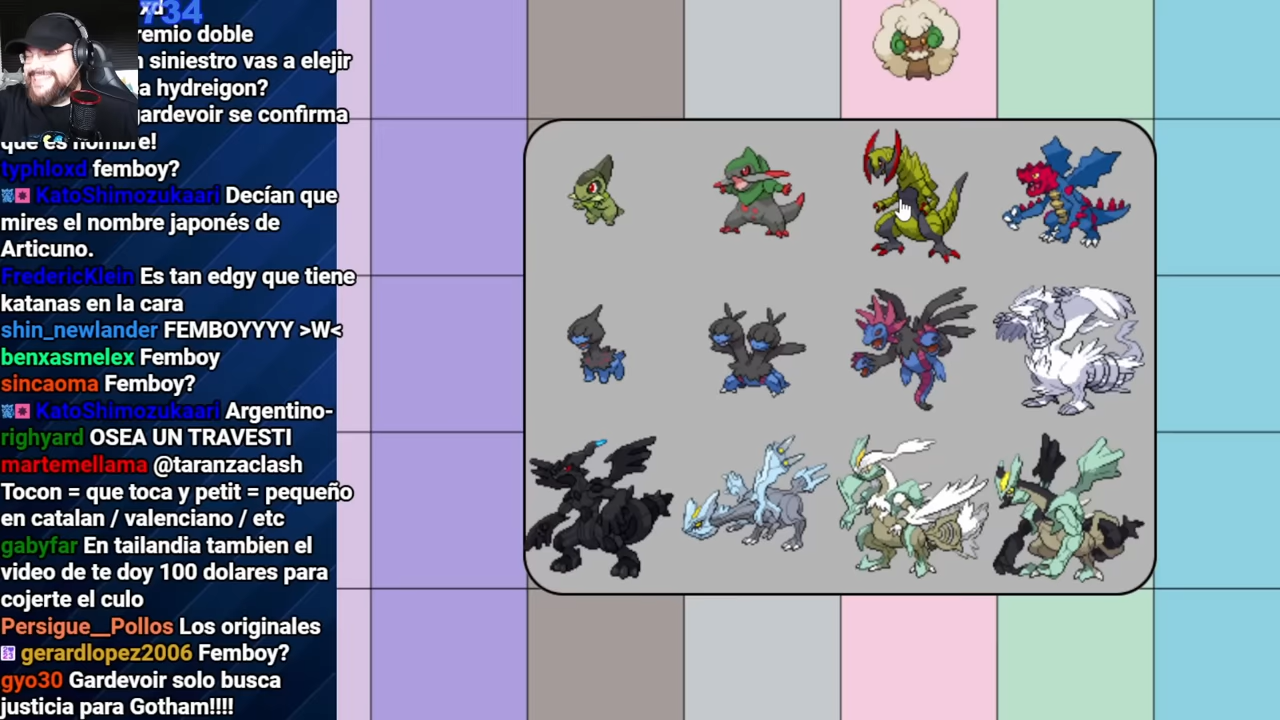 xd
734
remio doble
siniestro vas a elejir
a hydreigon?
gardevoir se confirma
que es hombre!
typhloxd femboy?
KatoShimozukaari Decían que
mires el nombre japonés de
Articuno.
FredericKlein Es tan edgy que tiene
katanas en la cara
shin_newlander FEMBOYYYY >W<
benxasmelex Femboy
sincaoma Femboy?
KatoShimozukaari Argentino-
righyard OSEA UN TRAVESTI
martemellama @taranzaclash
Tocon = que toca y petit = pequeño
en catalan / valenciano / etc
gabyfar En tailandia tambien el
video de te doy 100 dolares para
cojerte el culo
Persigue__Pollos Los originales
gerardlopez2006 Femboy?
gyo30 Gardevoir solo busca
justicia para Gotham!!!!